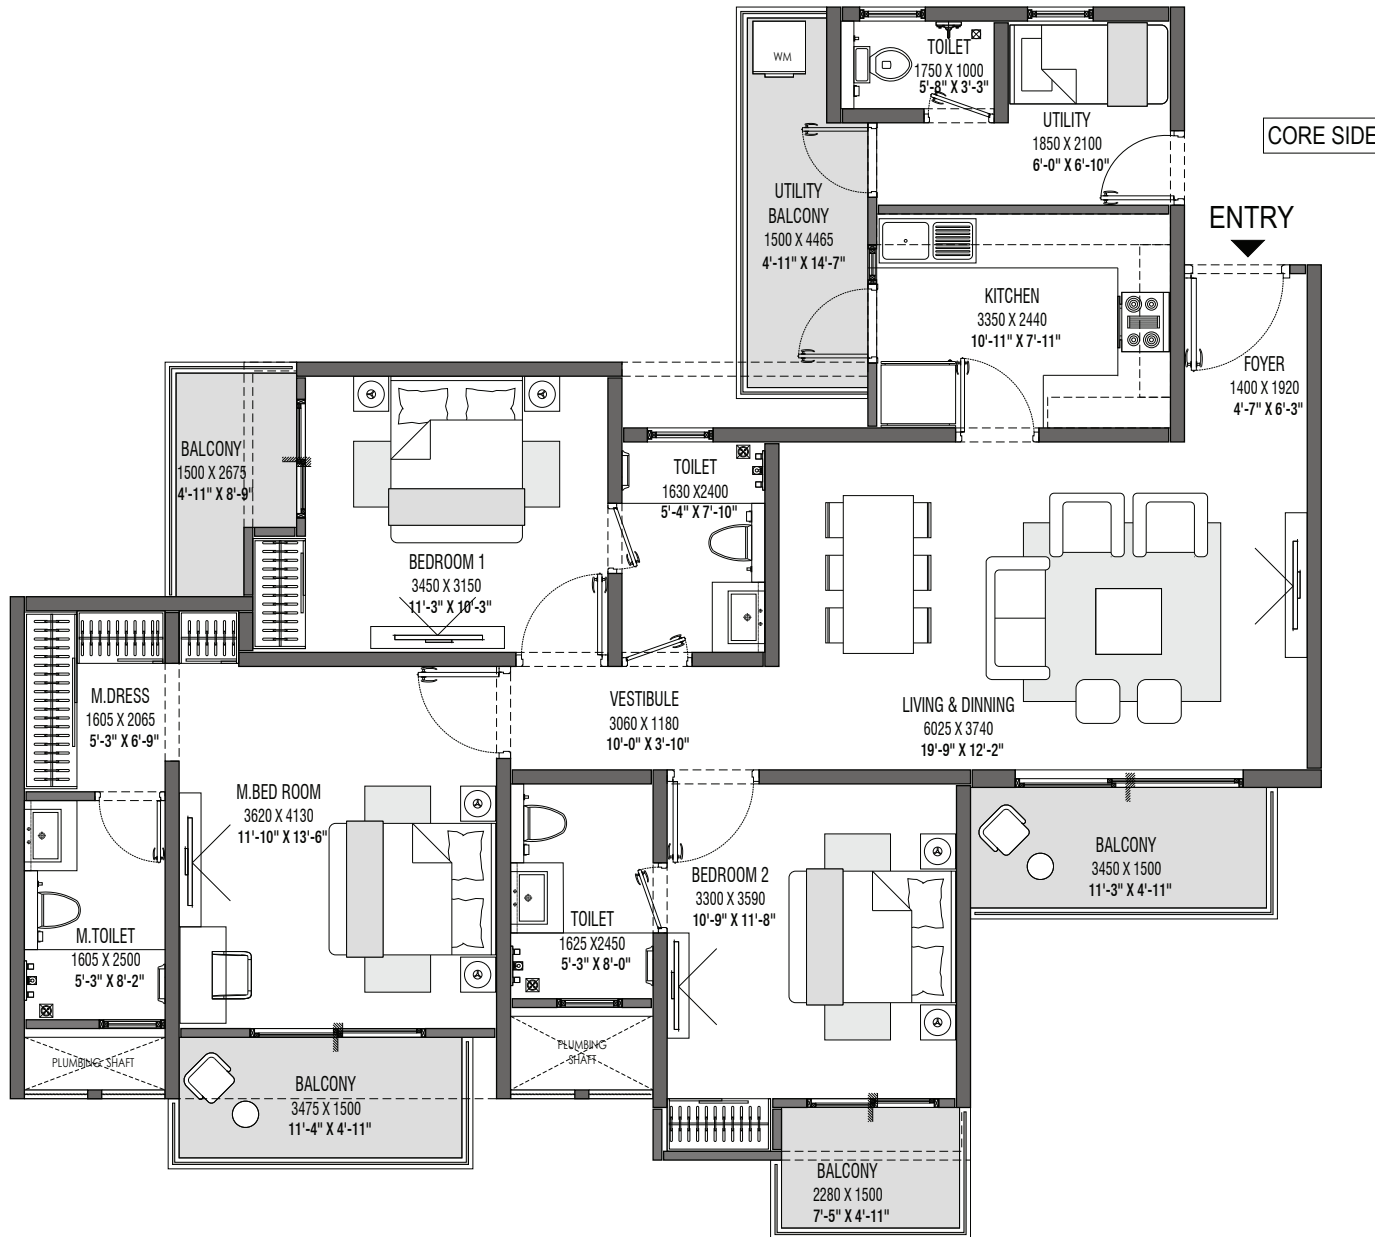 WM
TOILET
1750 X 1000
5'-8" X 3'-3"
UTILITY
1850 X 2100
6'-0" X 6'-10"
CORE SIDE
UTILITY
BALCONY
1500 X 4465
4'-11" X 14'-7"
ENTRY
KITCHEN
3350 X 2440
10'-11" X 7'-11"
FOYER
1400 X 1920
4'-7" X 6'-3"
BALCONY
1500 X 2675
4'-11" X 8'-9"
TOILET
1630 X2400
5'-4" X 7'-10"
BEDROOM 1
3450 X 3150
11'-3" X 10'-3"
M.DRESS
1605 X 2065
5'-3" X 6'-9"
VESTIBULE
3060 X 1180
10'-0" X 3'-10"
LIVING & DINNING
6025 X 3740
19'-9" X 12'-2"
M.BED ROOM
3620 X 4130
11'-10" X 13'-6"
BALCONY
3450 X 1500
11'-3" X 4'-11"
BEDROOM 2
3300 X 3590
10'-9" X 11'-8"
TOILET
1625 X2450
5'-3" X 8'-0"
M.TOILET
1605 X 2500
5'-3" X 8'-2"
PLUMBING SHAFT
PLUMBING
SHAFT
BALCONY
3475 X 1500
11'-4" X 4'-11"
BALCONY
2280 X 1500
7'-5" X 4'-11"